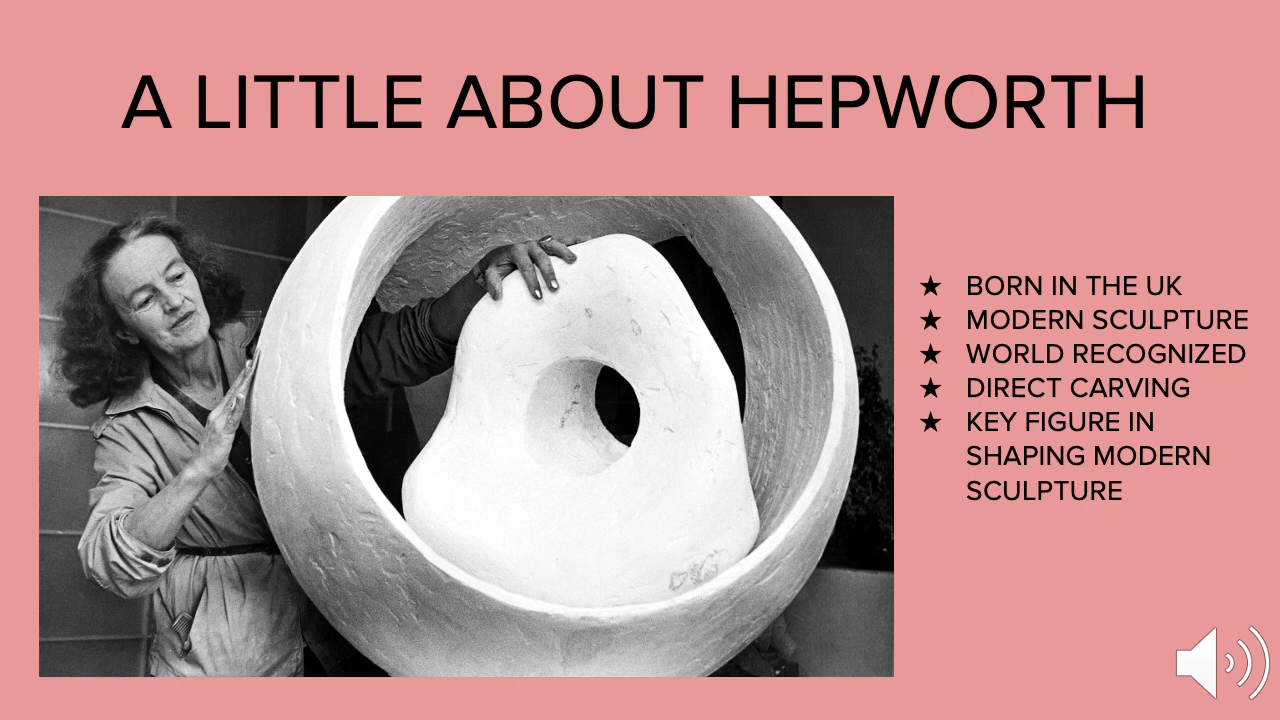 A LITTLE ABOUT HEPWORTH
★ BORN IN THE UK
★ MODERN SCULPTURE
★ WORLD RECOGNIZED
★ DIRECT CARVING
★ KEY FIGURE IN
SHAPING MODERN
SCULPTURE